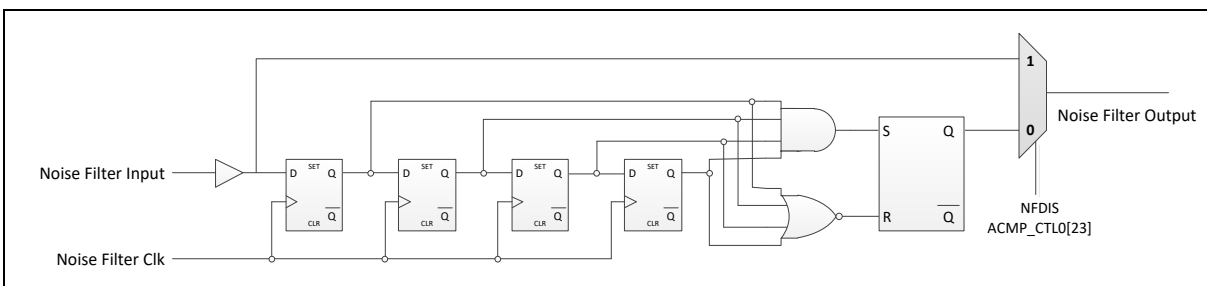 1
Noise Filter Output
S Q
0
Noise Filter Input
D SET Q
D SET Q
D SET Q
D SET Q
CLR Q
CLR Q
CLR Q
CLR Q
R Q
NFDIS
ACMP_CTL0[23]
Noise Filter Clk